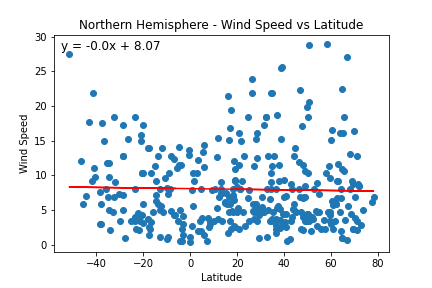 Northern Hemisphere - Wind Speed vs Latitude
y = -0.0x + 8.07
30
25
20
15
10
5
0
Wind Speed
−40 −20 0 20 40 60 80
Latitude